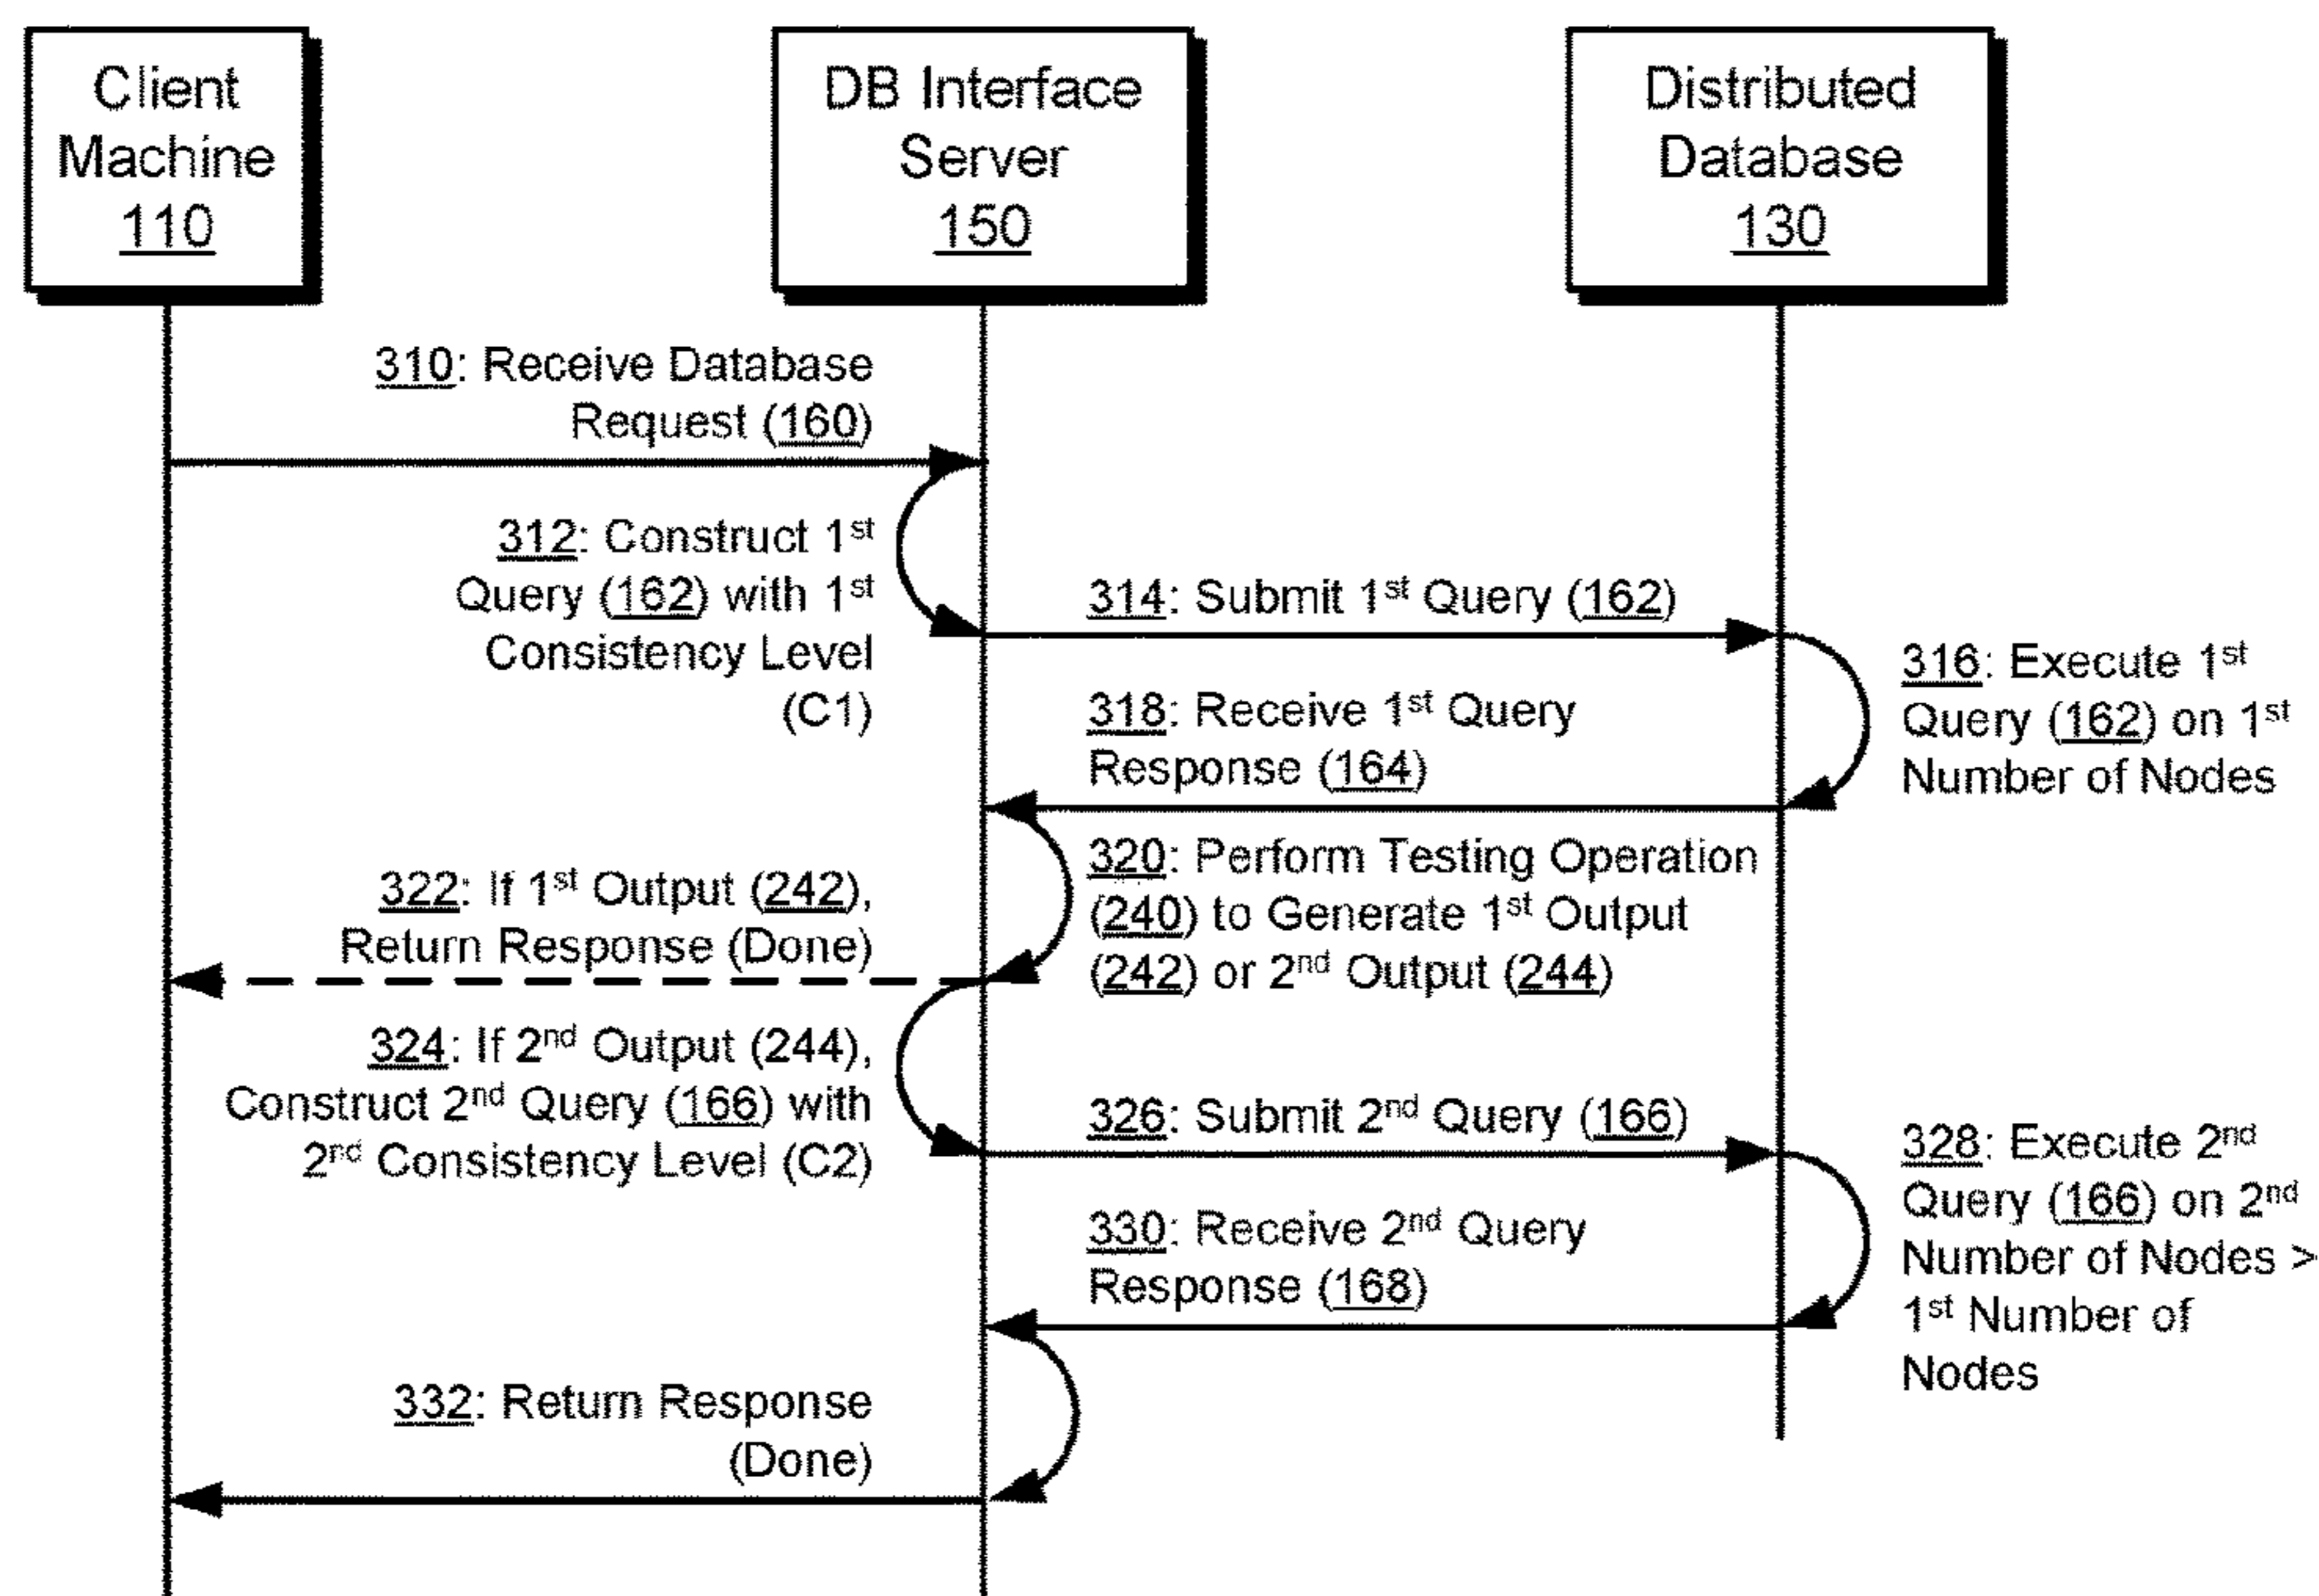 Client
Machine
110
DB Interface
Server
150
Distributed
Database
130
310: Receive Database
Request (160)
312: Construct 1st
Query (162) with 1st
Consistency Level
(C1)
314: Submit 1st Query (162)
316: Execute 1st
Query (162) on 1st
Number of Nodes
318: Receive 1st Query
Response (164)
320: Perform Testing Operation
(240) to Generate 1st Output
(242) or 2nd Output (244)
322: If 1st Output (242),
Return Response (Done)
324: If 2nd Output (244),
Construct 2nd Query (166) with
2nd Consistency Level (C2)
326: Submit 2nd Query (166)
328: Execute 2nd
Query (166) on 2nd
Number of Nodes >
1st Number of
Nodes
330: Receive 2nd Query
Response (168)
332: Return Response
(Done)